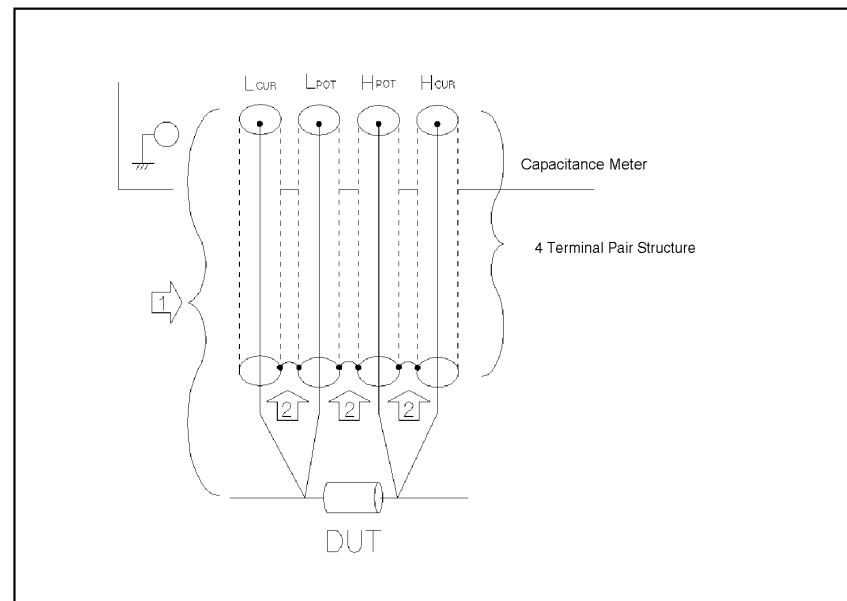 LCUR LPOT HPOT HCUR
Capacitance Meter
4 Terminal Pair Structure
1
2 2 2
DUT